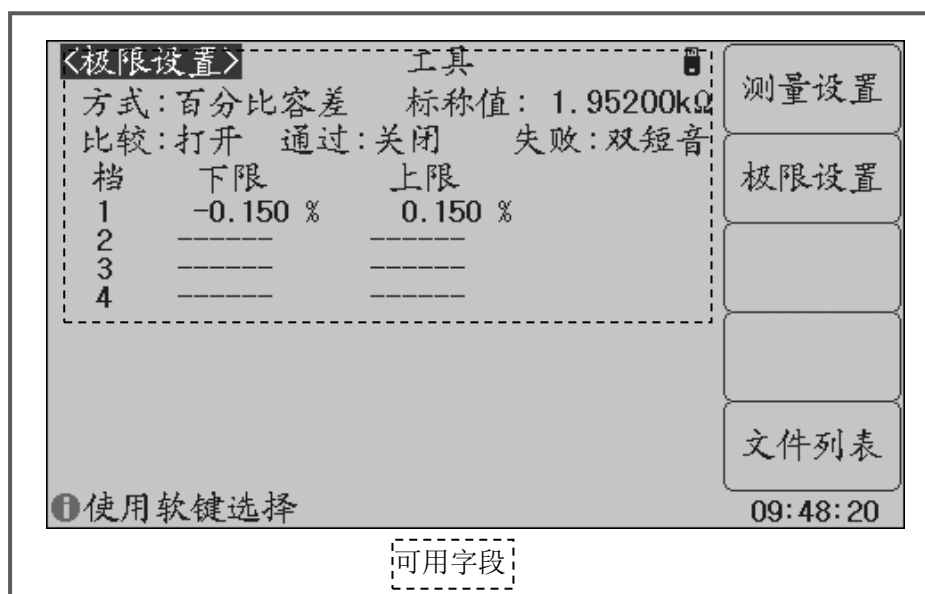 <极限设置> 工具
方式:百分比容差 标称值: 1.95200kΩ
比较:打开 通过:关闭 失败:双短音
档 下限 上限
1 -0.150 % 0.150 %
2 ------ ------
3 ------ ------
4 ------ ------
测量设置
极限设置
文件列表
使用软键选择
09:48:20
可用字段